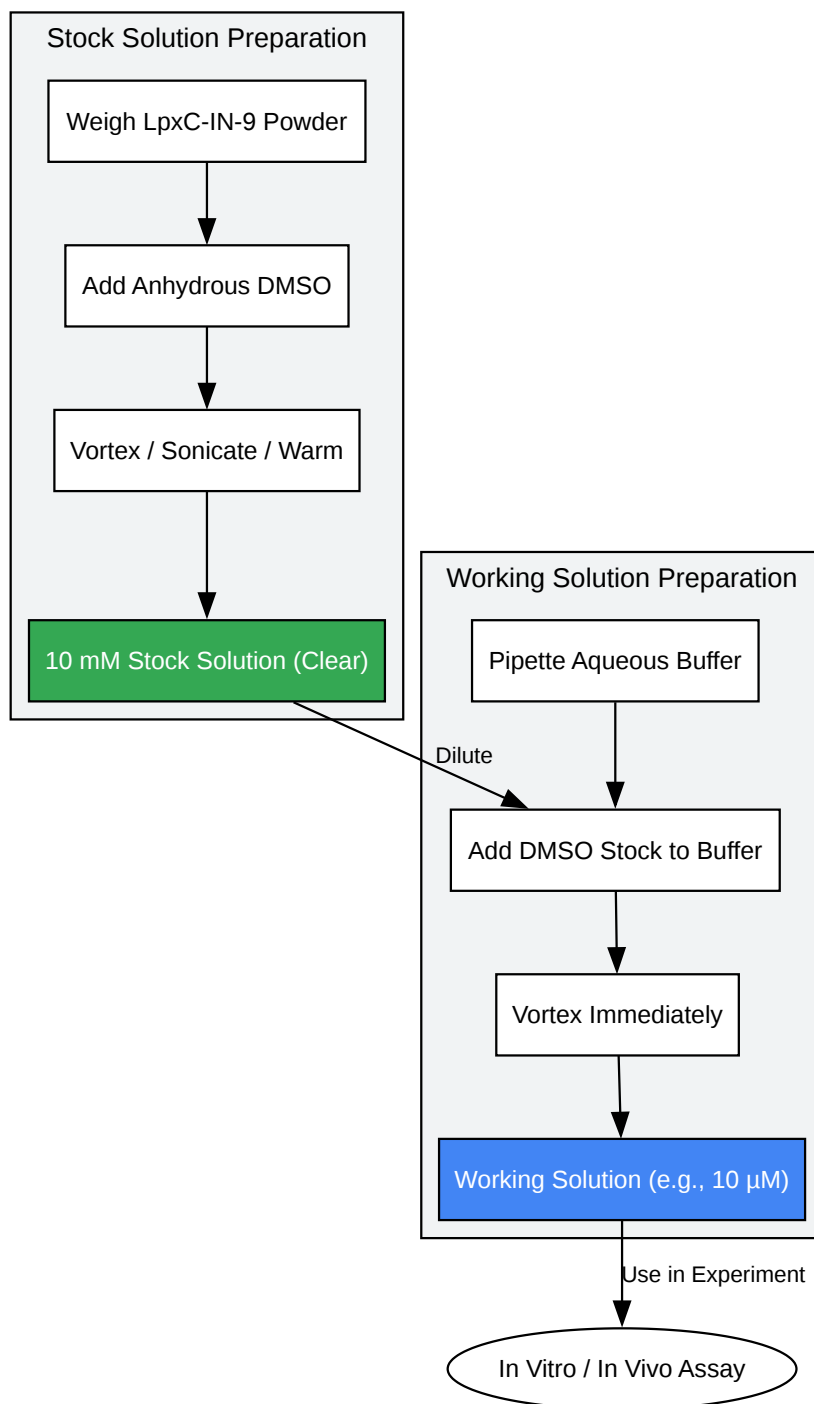 Stock Solution Preparation
Weigh LpxC-IN-9 Powder
Add Anhydrous DMSO
Vortex / Sonicate / Warm
10 mM Stock Solution (Clear)
Dilute
Working Solution Preparation
Pipette Aqueous Buffer
Add DMSO Stock to Buffer
Vortex Immediately
Working Solution (e.g., 10 µM)
Use in Experiment
In Vitro / In Vivo Assay